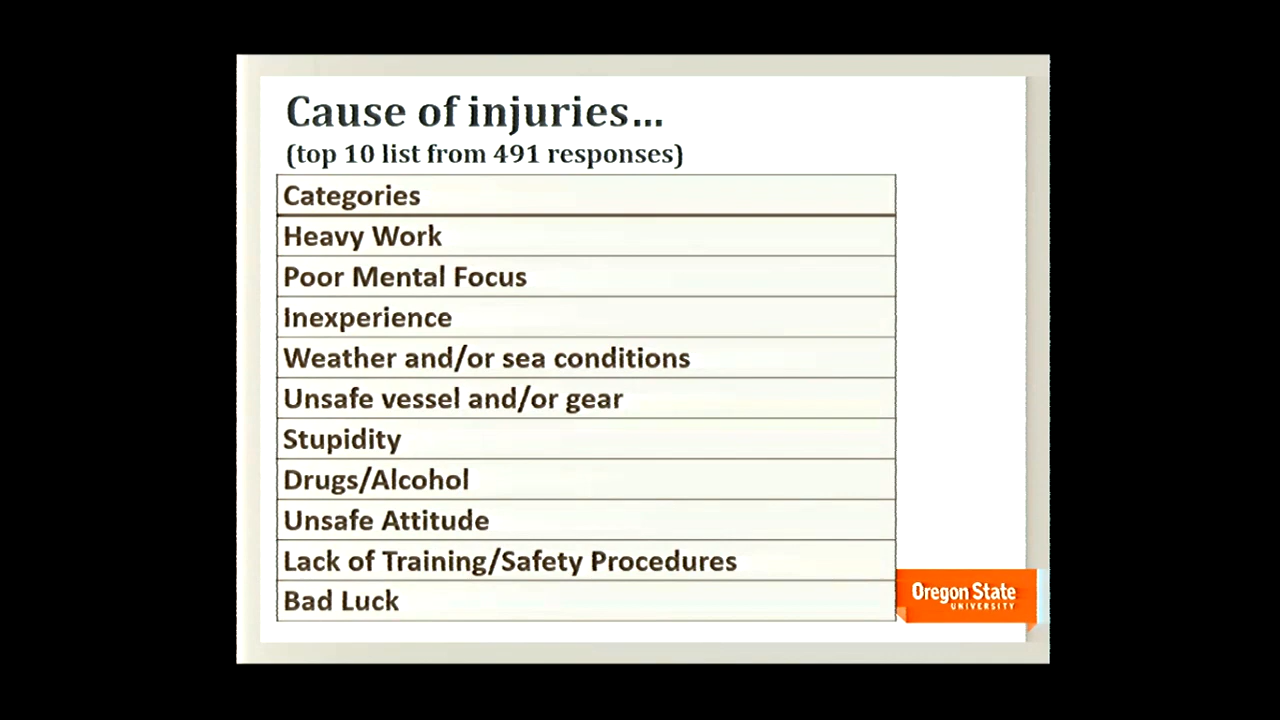 Cause of injuries...
(top 10 list from 491 responses)
Categories
Heavy Work
Poor Mental Focus
Inexperience
Weather and/or sea conditions
Unsafe vessel and/or gear
Stupidity
Drugs/Alcohol
Unsafe Attitude
Lack of Training/Safety Procedures
Bad Luck
Oregon State
UNIVERSITY